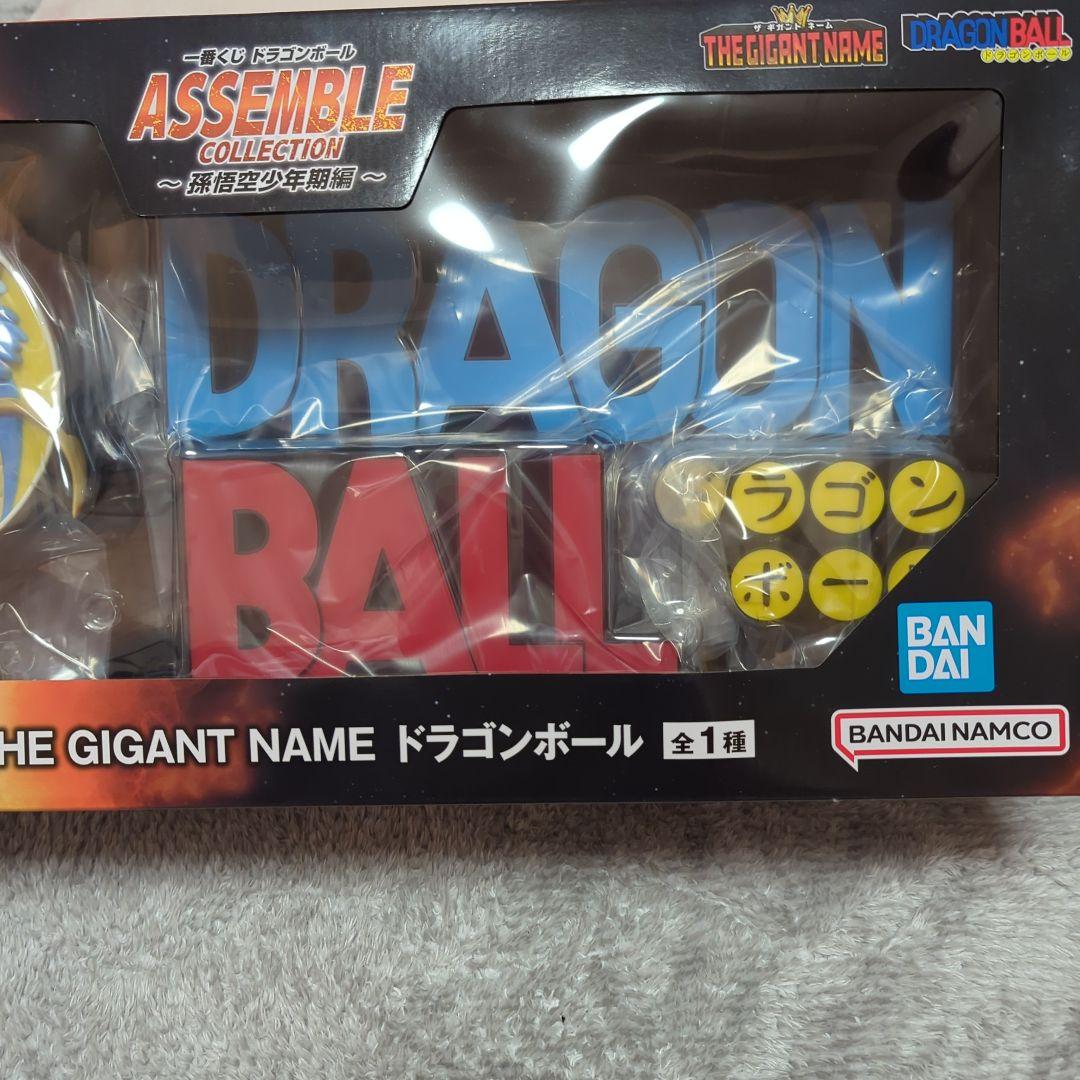 一番くじ ドラゴンボール
ASSEMBLE
COLLECTION
～ 孫悟空少年期編 ～
ザ ギガント ネーム
THE GIGANT NAME
DRAGON BALL
ドラゴンボール
DRAGON
BALL
ラゴン
ボー
BAN
DAI
HE GIGANT NAME ドラゴンボール 全1種
BANDAI NAMCO